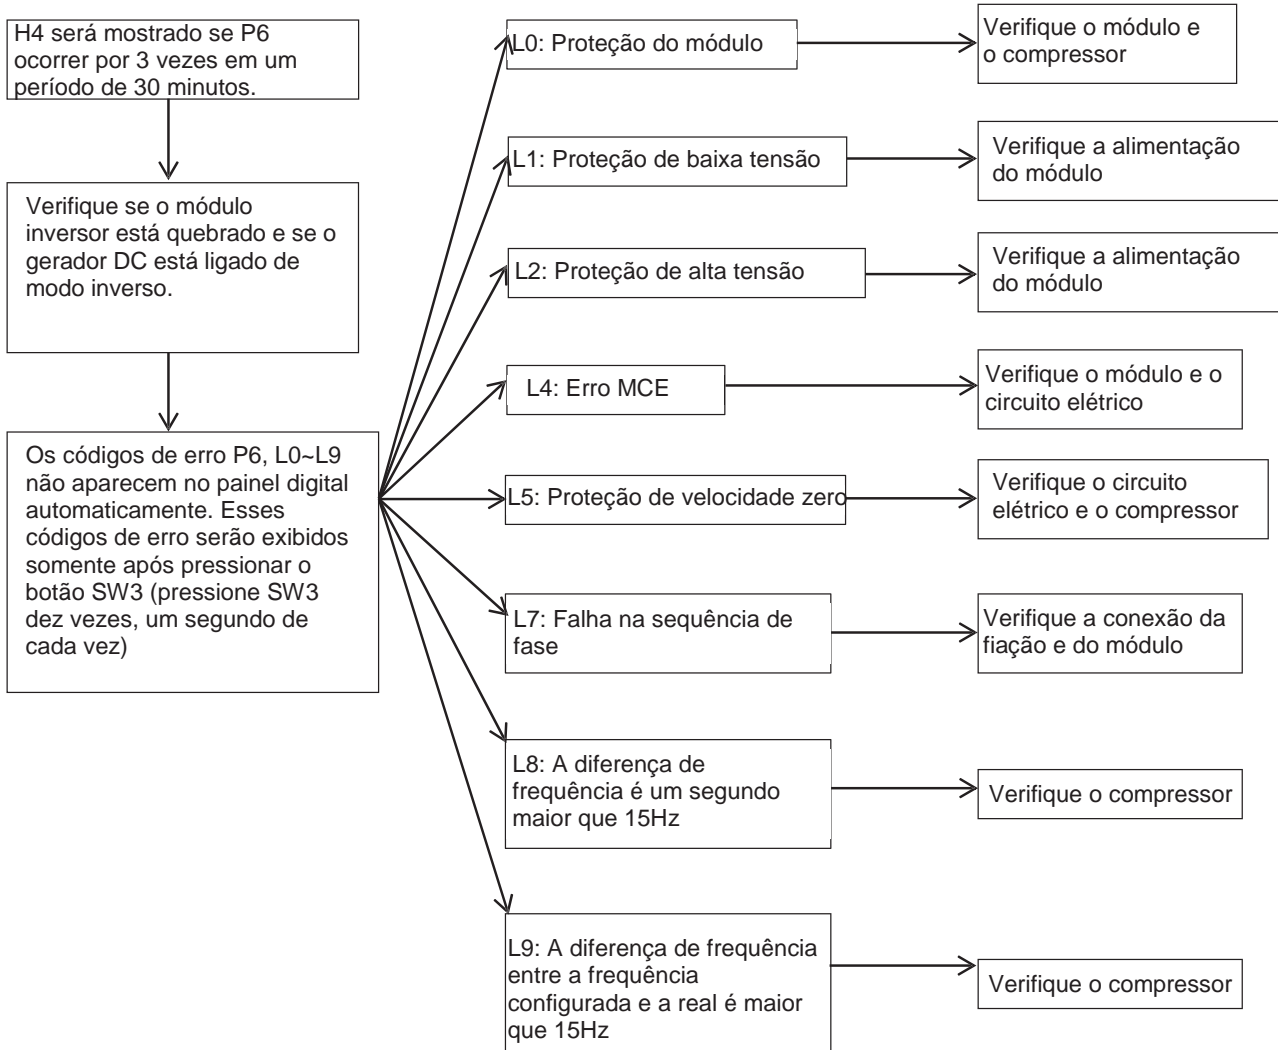 H4 será mostrado se P6
ocorrer por 3 vezes em um
período de 30 minutos.
Verifique se o módulo
inversor está quebrado e se o
gerador DC está ligado de
modo inverso.
Os códigos de erro P6, L0~L9
não aparecem no painel digital
automaticamente. Esses
códigos de erro serão exibidos
somente após pressionar o
botão SW3 (pressione SW3
dez vezes, um segundo de
cada vez)
L0: Proteção do módulo
Verifique o módulo e
o compressor
L1: Proteção de baixa tensão
Verifique a alimentação
do módulo
L2: Proteção de alta tensão
Verifique a alimentação
do módulo
L4: Erro MCE
Verifique o módulo e o
circuito elétrico
L5: Proteção de velocidade zero
Verifique o circuito
elétrico e o compressor
L7: Falha na sequência de
fase
Verifique a conexão da
fiação e do módulo
L8: A diferença de
frequência é um segundo
maior que 15Hz
Verifique o compressor
L9: A diferença de frequência
entre a frequência
configurada e a real é maior
que 15Hz
Verifique o compressor